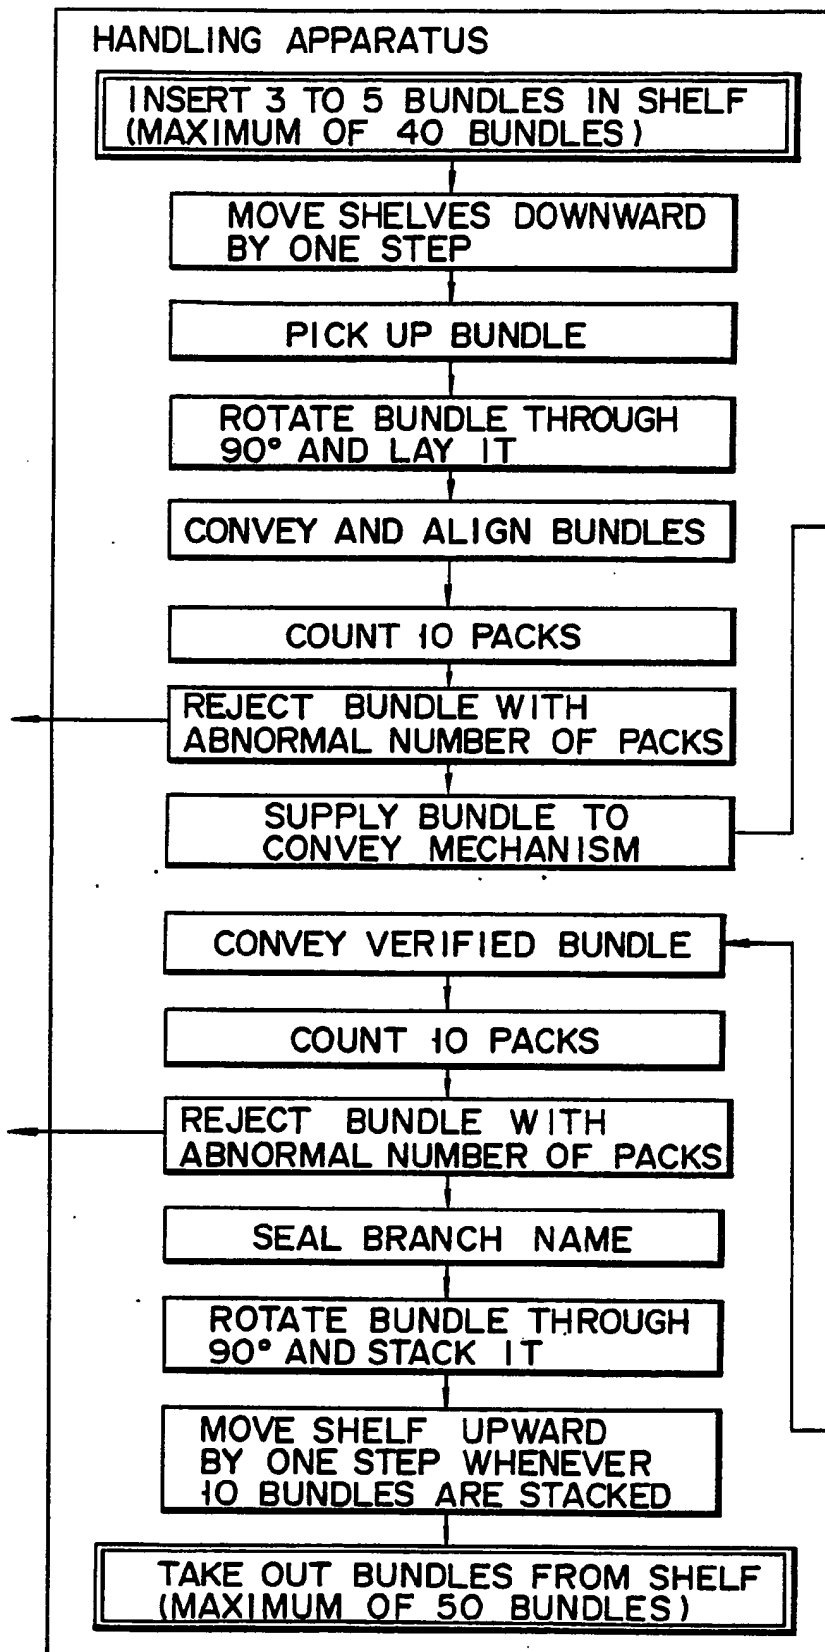 HANDLING APPARATUS
INSERT 3 TO 5 BUNDLES IN SHELF
(MAXIMUM OF 40 BUNDLES)
MOVE SHELVES DOWNWARD
BY ONE STEP
PICK UP BUNDLE
ROTATE BUNDLE THROUGH
90° AND LAY IT
CONVEY AND ALIGN BUNDLES
COUNT 10 PACKS
REJECT BUNDLE WITH
ABNORMAL NUMBER OF PACKS
SUPPLY BUNDLE TO
CONVEY MECHANISM
CONVEY VERIFIED BUNDLE
COUNT 10 PACKS
REJECT BUNDLE WITH
ABNORMAL NUMBER OF PACKS
SEAL BRANCH NAME
ROTATE BUNDLE THROUGH
90° AND STACK IT
MOVE SHELF UPWARD
BY ONE STEP WHENEVER
10 BUNDLES ARE STACKED
TAKE OUT BUNDLES FROM SHELF
(MAXIMUM OF 50 BUNDLES)